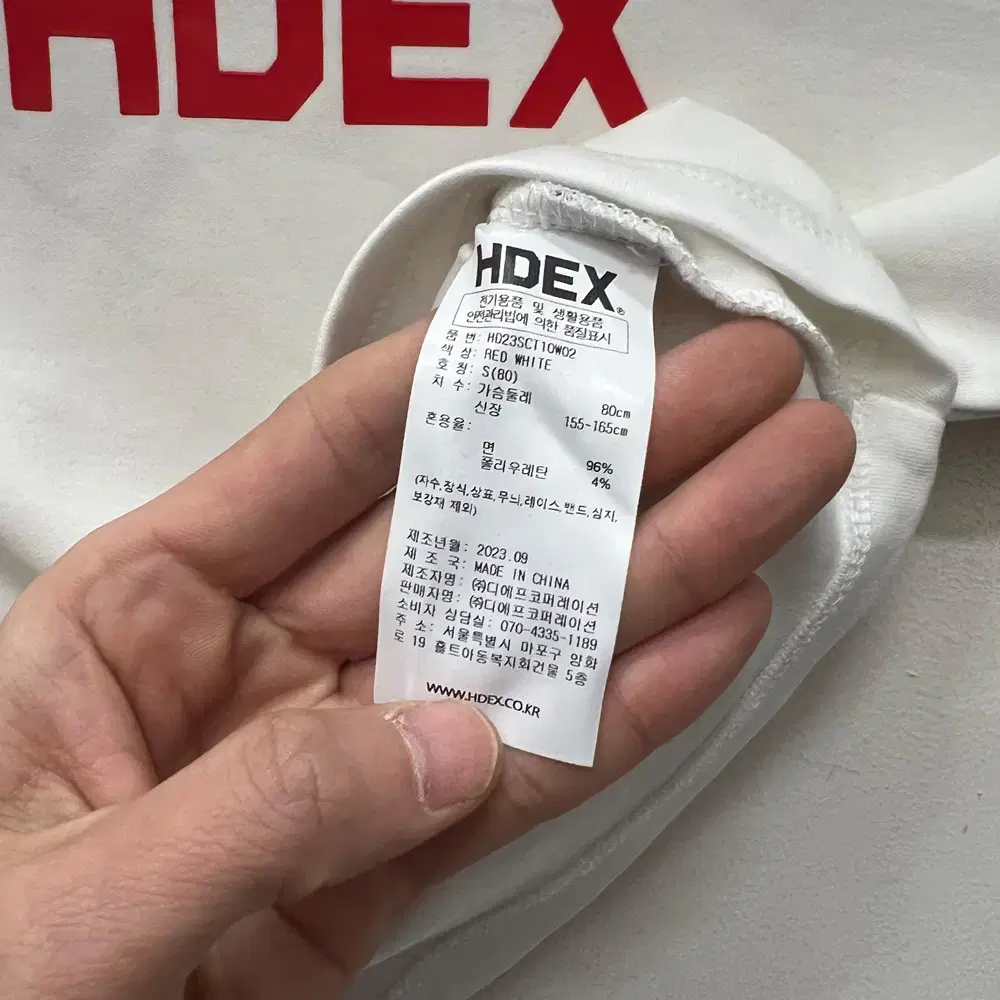 HDEX
HDEX®
전기용품 및 생활용품
안전관리법에 의한 품질표시
품 번: HD23SCT10W02
색 상: RED WHITE
호 칭: S(80)
치 수: 가슴둘레 80cm
신장 155-165cm
혼용율:
면 96%
폴리우레탄 4%
(자수,장식,상표,무늬,레이스,밴드,심지,
보강재 제외)
제조년월: 2023.09
제 조 국: MADE IN CHINA
제조자명: ㈜디에프코퍼레이션
판매자명: ㈜디에프코퍼레이션
소비자 상담실: 070-4335-1189
주 소: 서울특별시 마포구 양화
로 19 홀트아동복지회건물 5층
WWW.HDEX.CO.KR